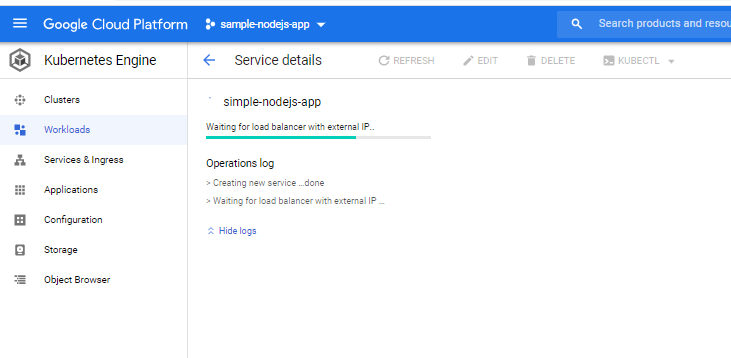 Google Cloud Platform
sample-nodejs-app
Search products and resou
Kubernetes Engine
Service details
REFRESH
EDIT
DELETE
KUBECTL
Clusters
Workloads
Services & Ingress
Applications
Configuration
Storage
Object Browser
simple-nodejs-app
Waiting for load balancer with external IP..
Operations log
> Creating new service ...done
> Waiting for load balancer with external IP ...
Hide logs